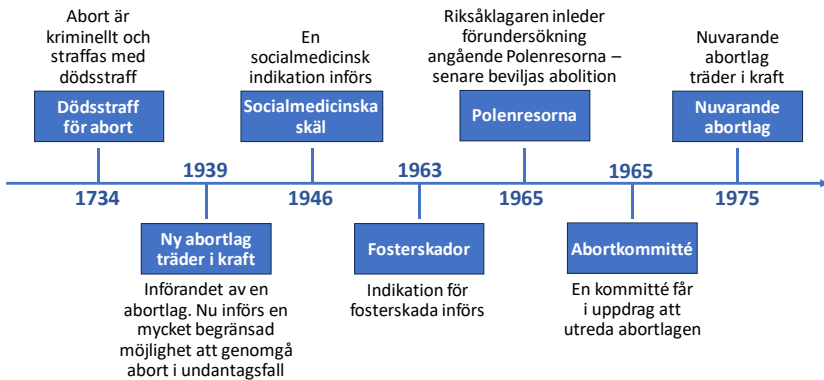 Abort är
kriminellt och
straffas med
dödsstraff
Dödsstraff
för abort
1734
1939
Ny abortlag
träder i kraft
Införandet av en
abortlag. Nu införs en
mycket begränsad
möjlighet att genomgå
abort i undantagsfall
En
socialmedicinsk
indikation införs
Socialmedicinska
skäl
1946
1963
Fosterskador
Indikation för
fosterskada införs
Riksåklagaren inleder
förundersökning
angående Polenresorna –
senare beviljas abolition
Polenresorna
1965
1965
Abortkommitté
En kommitté får
i uppdrag att
utreda abortlagen
Nuvarande
abortlag
träder i kraft
Nuvarande
abortlag
1975